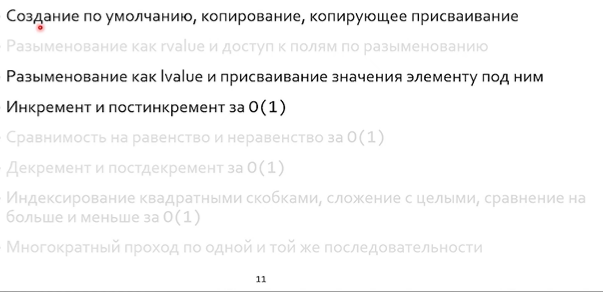 Создание по умолчанию, копирование, копирующее присваивание
Разыменование как rvalue и доступ к полям по разыменованию
Разыменование как lvalue и присваивание значения элементу под ним
Инкремент и постинкремент за O(1)
Сравнимость на равенство и неравенство за O(1)
Декремент и постдекремент за O(1)
Индексирование квадратными скобками, сложение с целыми, сравнение на
больше и меньше за O(1)
Многократный проход по одной и той же последовательности
11